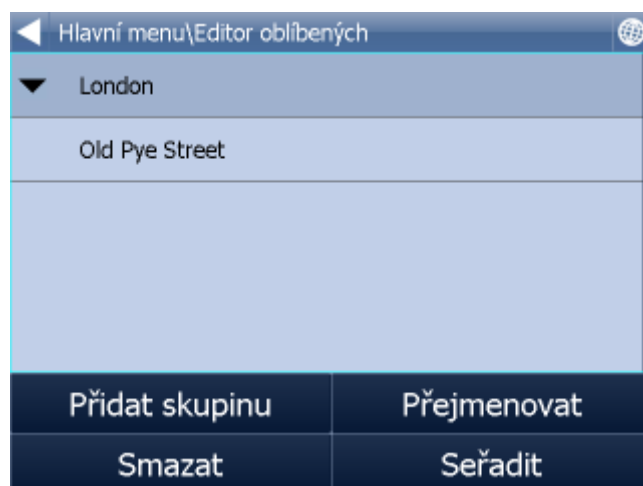 Hlavní menu\Editor oblíbených
London
Old Pye Street
Přidat skupinu
Přejmenovat
Smazat
Seřadit